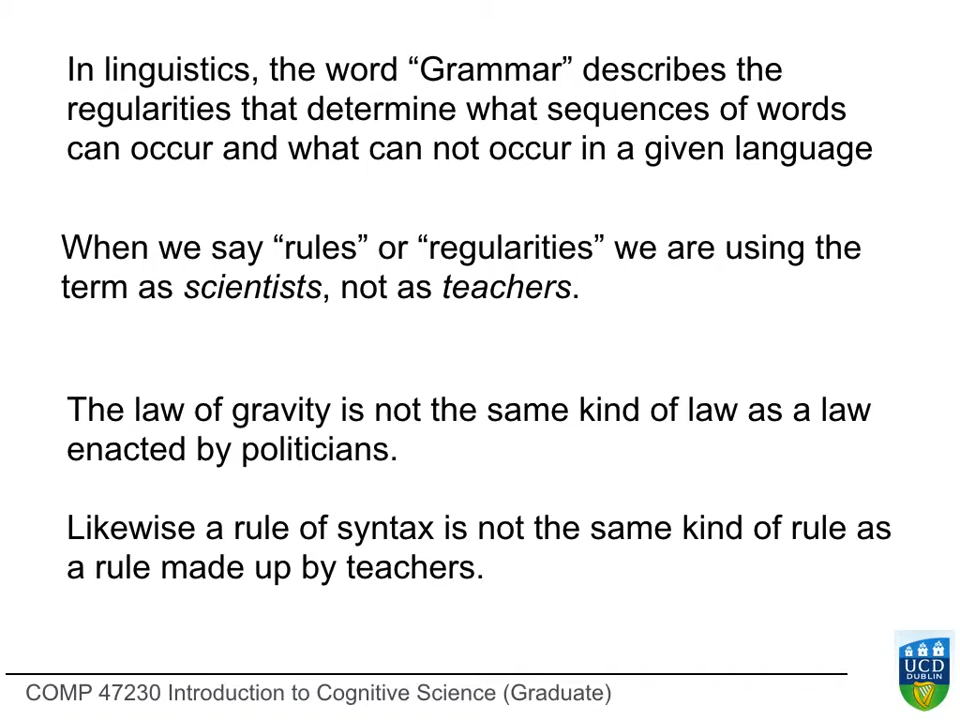 In linguistics, the word “Grammar” describes the
regularities that determine what sequences of words
can occur and what can not occur in a given language
When we say “rules” or “regularities” we are using the
term as scientists, not as teachers.
The law of gravity is not the same kind of law as a law
enacted by politicians.
Likewise a rule of syntax is not the same kind of rule as
a rule made up by teachers.
COMP 47230 Introduction to Cognitive Science (Graduate)
UCD
DUBLIN